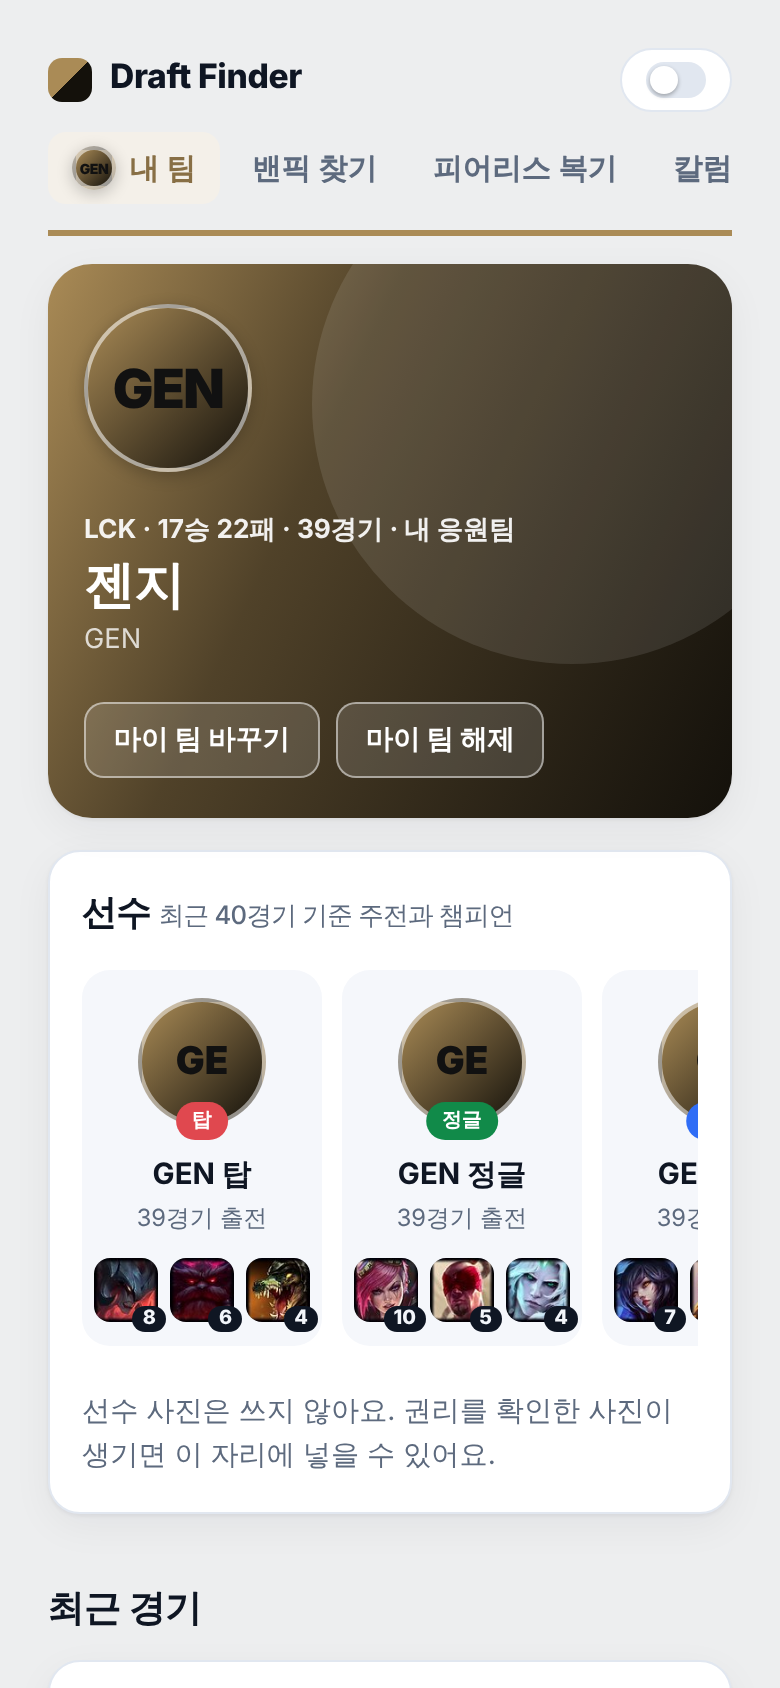 Draft Finder
GEN 내 팀 밴픽 찾기 피어리스 복기 칼럼
GEN
LCK · 17승 22패 · 39경기 · 내 응원팀
젠지
GEN
마이 팀 바꾸기 마이 팀 해제
선수 최근 40경기 기준 주전과 챔피언
GE GE
탑 정글
GEN 탑 GEN 정글 GE
39경기 출전 39경기 출전 39
8 6 4 10 5 4 7
선수 사진은 쓰지 않아요. 권리를 확인한 사진이
생기면 이 자리에 넣을 수 있어요.
최근 경기